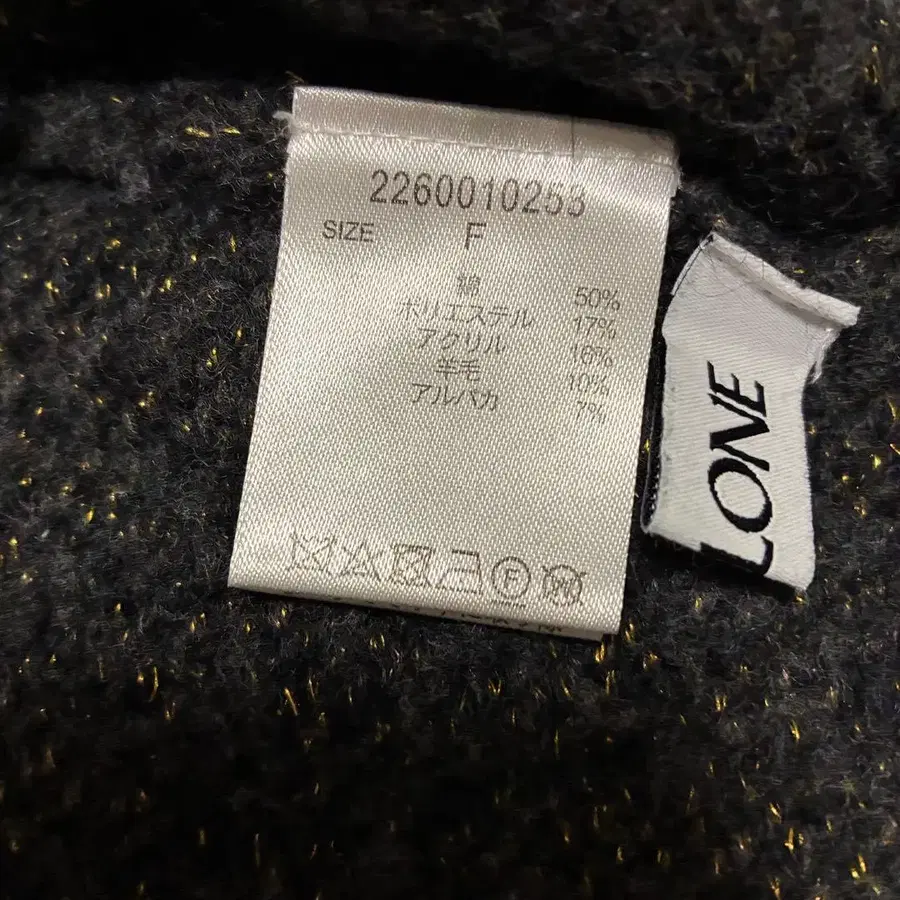 2260010253
SIZE F
綿 50%
ポリエステル 17%
アクリル 16%
羊毛 10%
アルパカ 7%
F
W
LONE